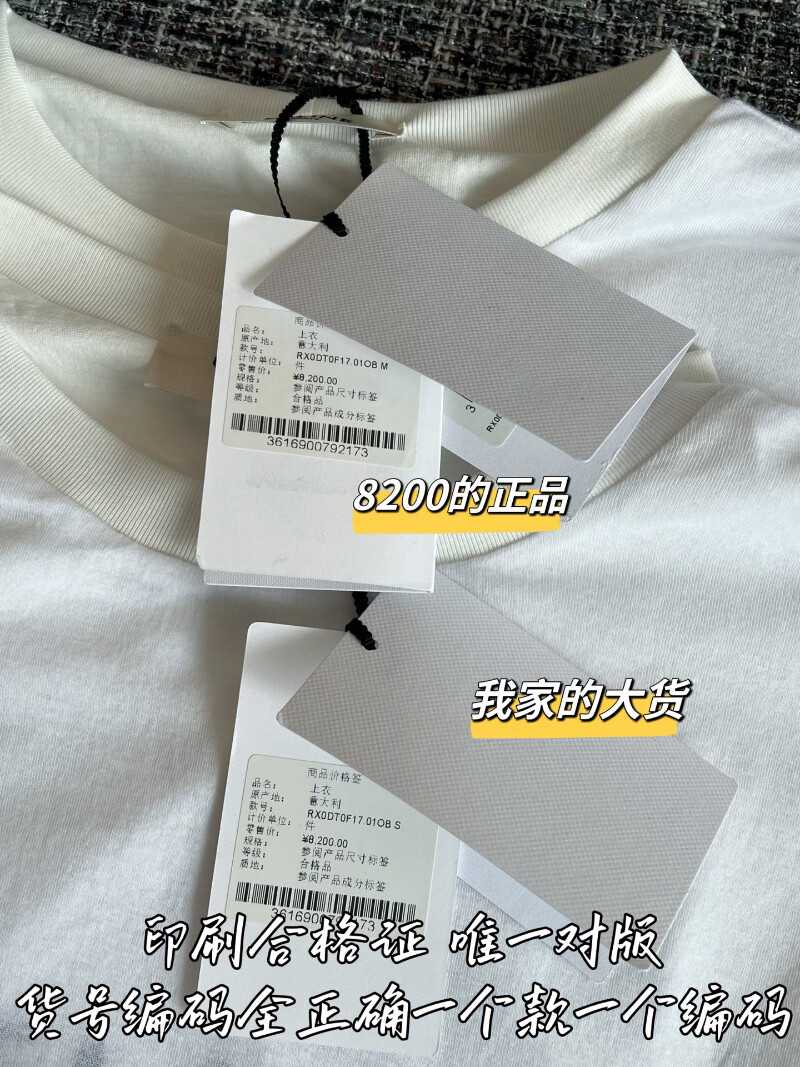 商品价
品名: 上衣
原产地: 意大利
款号: RX0DT0F17.01OB M
计价单位: 件
零售价: ¥8,200.00
规格: 参阅产品尺寸标签
等级: 合格品
质地: 参阅产品成分标签
3616900792173
8200的正品
我家的大货
商品价格签
品名: 上衣
原产地: 意大利
款号: RX0DT0F17.01OB S
计价单位: 件
零售价: ¥8,200.00
规格: 参阅产品尺寸标签
等级: 合格品
质地: 参阅产品成分标签
3616900792173
印刷合格证 唯一对版
货号编码全正确一个款一个编码